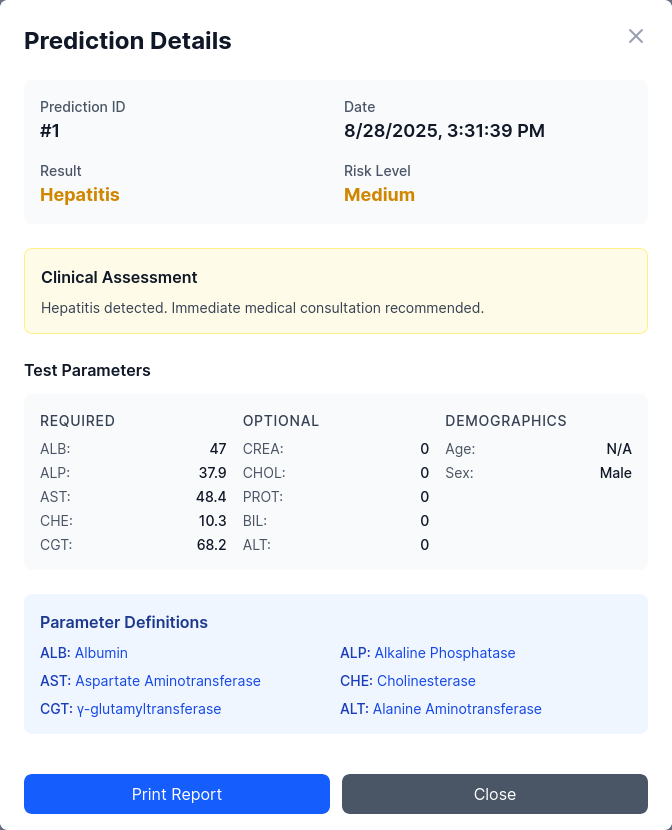 Prediction Details
Prediction ID
#1
Date
8/28/2025, 3:31:39 PM
Result
Hepatitis
Risk Level
Medium
Clinical Assessment
Hepatitis detected. Immediate medical consultation recommended.
Test Parameters
REQUIRED
ALB: 47
ALP: 37.9
AST: 48.4
CHE: 10.3
CGT: 68.2
OPTIONAL
CREA: 0
CHOL: 0
PROT: 0
BIL: 0
ALT: 0
DEMOGRAPHICS
Age: N/A
Sex: Male
Parameter Definitions
ALB: Albumin
ALP: Alkaline Phosphatase
AST: Aspartate Aminotransferase
CHE: Cholinesterase
CGT: γ-glutamyltransferase
ALT: Alanine Aminotransferase
Print Report
Close